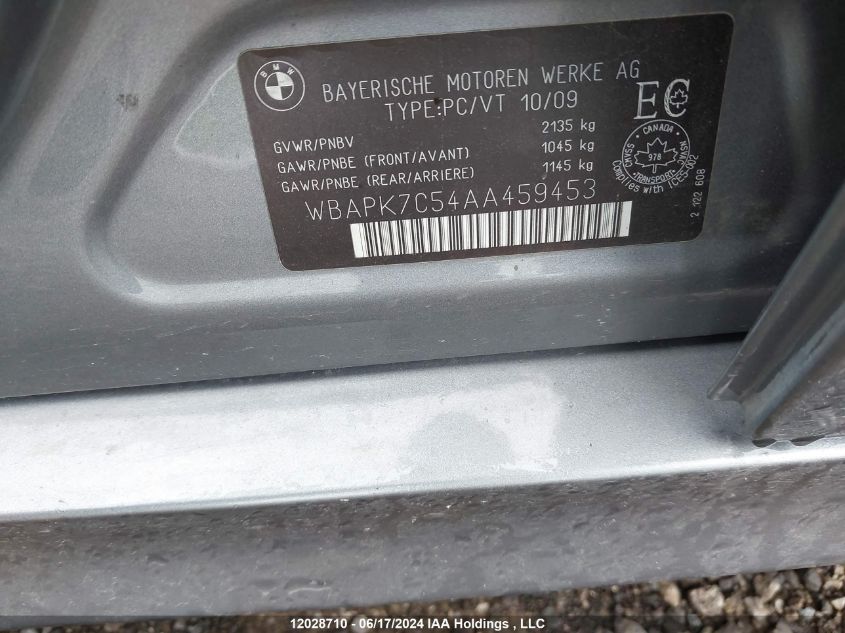 BMW
BAYERISCHE MOTOREN WERKE AG
TYPE:PC/VT 10/09
EC
GVWR/PNBV 2135 kg
GAWR/PNBE (FRONT/AVANT) 1045 kg
GAWR/PNBE (REAR/ARRIERE) 1145 kg
CANADA
978
TRANSPORT
Complies with ICES-002
WBAPK7C54AA459453
2 122 608
12028710 - 06/17/2024 IAA Holdings , LLC